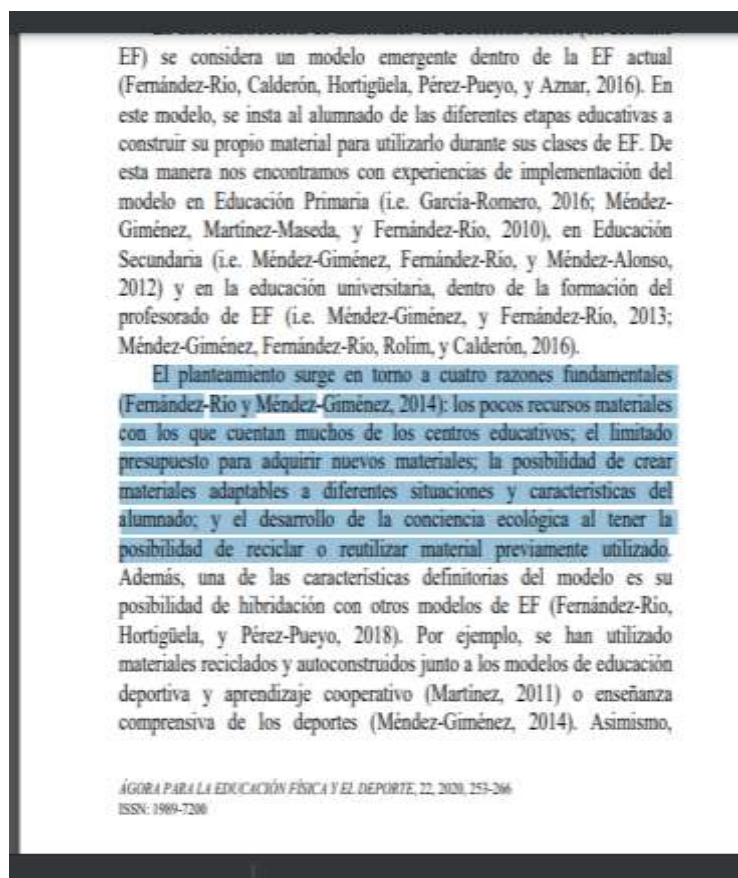 EF) se considera un modelo emergente dentro de la EF actual
(Fernández-Rio, Calderón, Hortigüela, Pérez-Pueyo, y Aznar, 2016). En
este modelo, se insta al alumnado de las diferentes etapas educativas a
construir su propio material para utilizarlo durante sus clases de EF. De
esta manera nos encontramos con experiencias de implementación del
modelo en Educación Primaria (i.e. García-Romero, 2016; Méndez-
Giménez, Martínez-Maseda, y Fernández-Rio, 2010), en Educación
Secundaria (i.e. Méndez-Giménez, Fernández-Rio, y Méndez-Alonso,
2012) y en la educación universitaria, dentro de la formación del
profesorado de EF (i.e. Méndez-Giménez, y Fernández-Rio, 2013;
Méndez-Giménez, Fernández-Rio, Rolim, y Calderón, 2016).
El planteamiento surge en torno a cuatro razones fundamentales
(Fernández-Rio y Méndez-Giménez, 2014): los pocos recursos materiales
con los que cuentan muchos de los centros educativos; el limitado
presupuesto para adquirir nuevos materiales; la posibilidad de crear
materiales adaptables a diferentes situaciones y características del
alumnado; y el desarrollo de la conciencia ecológica al tener la
posibilidad de reciclar o reutilizar material previamente utilizado.
Además, una de las características definitorias del modelo es su
posibilidad de hibridación con otros modelos de EF (Fernández-Rio,
Hortigüela, y Pérez-Pueyo, 2018). Por ejemplo, se han utilizado
materiales reciclados y autoconstruidos junto a los modelos de educación
deportiva y aprendizaje cooperativo (Martínez, 2011) o enseñanza
comprensiva de los deportes (Méndez-Giménez, 2014). Asimismo,
ÁGORA PARA LA EDUCACIÓN FÍSICA Y EL DEPORTE, 22, 2020, 253-266
ISSN: 1989-7200